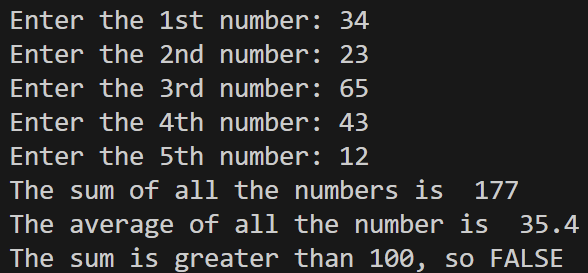 Enter the 1st number: 34
Enter the 2nd number: 23
Enter the 3rd number: 65
Enter the 4th number: 43
Enter the 5th number: 12
The sum of all the numbers is  177
The average of all the number is  35.4
The sum is greater than 100, so FALSE